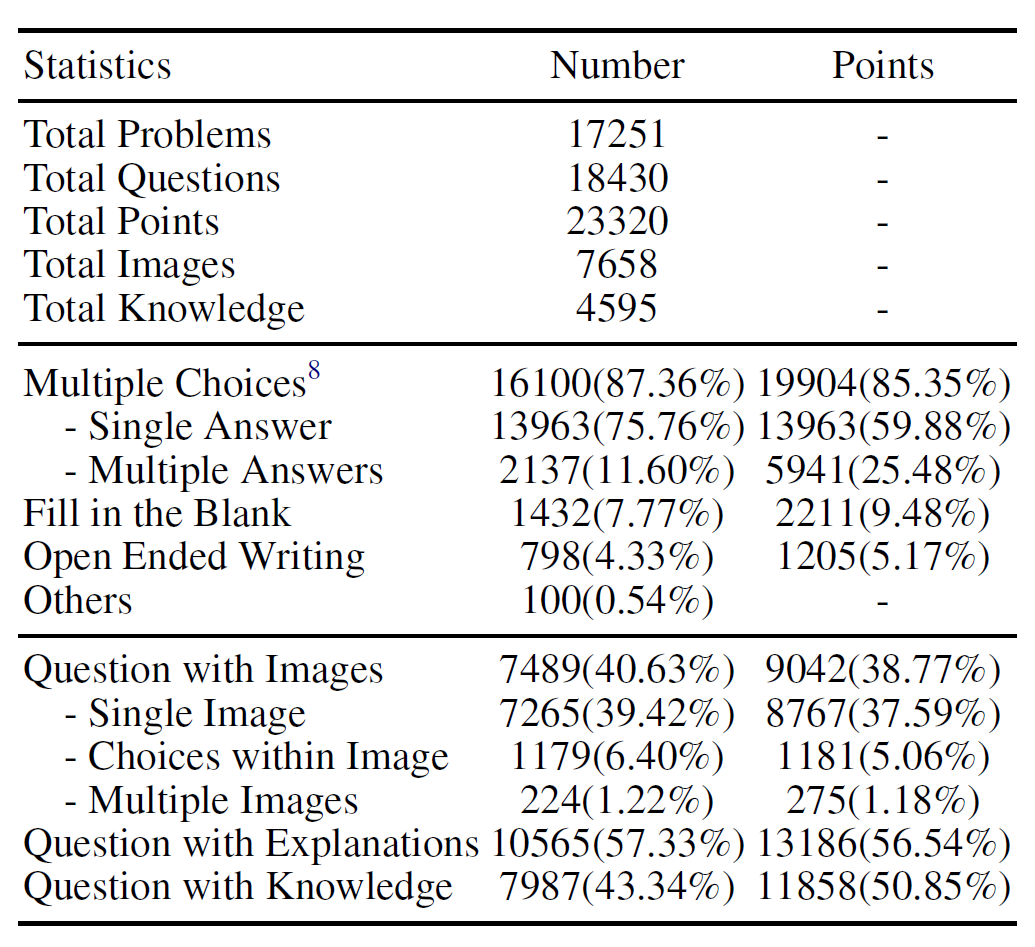 Statistics Number Points
Total Problems 17251 -
Total Questions 18430 -
Total Points 23320 -
Total Images 7658 -
Total Knowledge 4595 -
Multiple Choices8 16100(87.36%) 19904(85.35%)
- Single Answer 13963(75.76%) 13963(59.88%)
- Multiple Answers 2137(11.60%) 5941(25.48%)
Fill in the Blank 1432(7.77%) 2211(9.48%)
Open Ended Writing 798(4.33%) 1205(5.17%)
Others 100(0.54%) -
Question with Images 7489(40.63%) 9042(38.77%)
- Single Image 7265(39.42%) 8767(37.59%)
- Choices within Image 1179(6.40%) 1181(5.06%)
- Multiple Images 224(1.22%) 275(1.18%)
Question with Explanations 10565(57.33%) 13186(56.54%)
Question with Knowledge 7987(43.34%) 11858(50.85%)